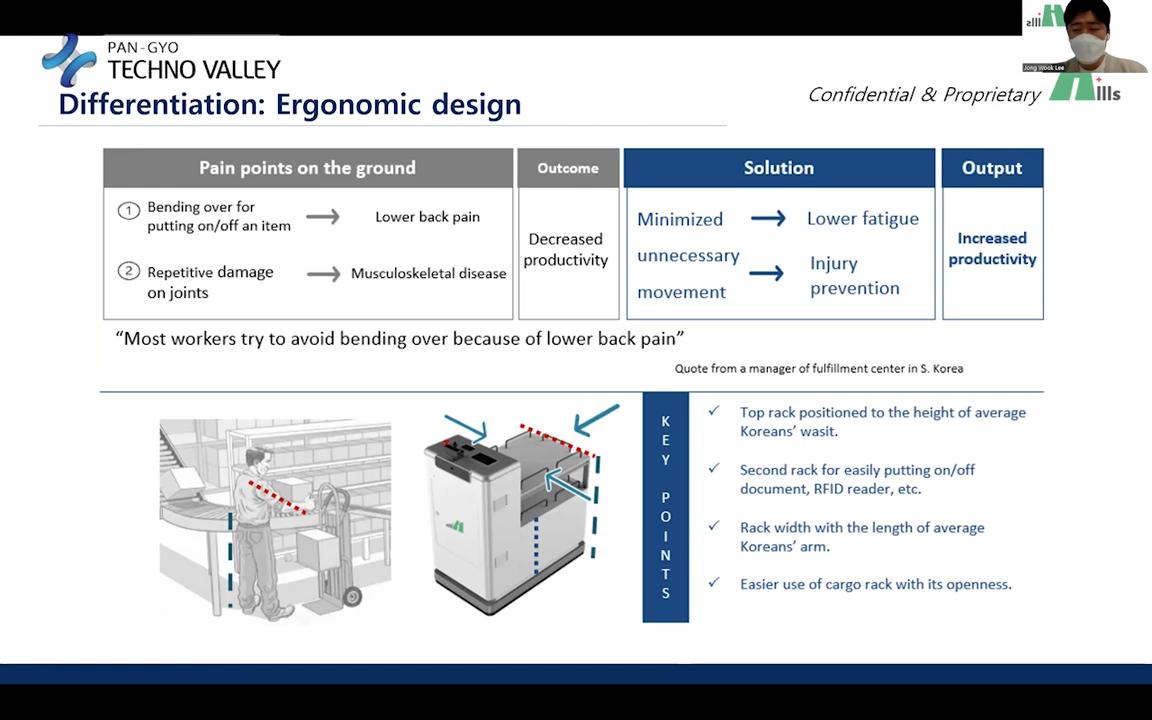 PAN-GYO
TECHNO VALLEY
Differentiation: Ergonomic design
Confidential & Proprietary
ills
Jong Wook Lee
Pain points on the ground
Outcome
Solution
Output
1 Bending over for
putting on/off an item
Lower back pain
2 Repetitive damage
on joints
Musculoskeletal disease
Decreased
productivity
Minimized
unnecessary
movement
Lower fatigue
Injury
prevention
Increased
productivity
“Most workers try to avoid bending over because of lower back pain”
Quote from a manager of fulfillment center in S. Korea
KEY POINTS
Top rack positioned to the height of average
Koreans’ wasit.
Second rack for easily putting on/off
document, RFID reader, etc.
Rack width with the length of average
Koreans’ arm.
Easier use of cargo rack with its openness.